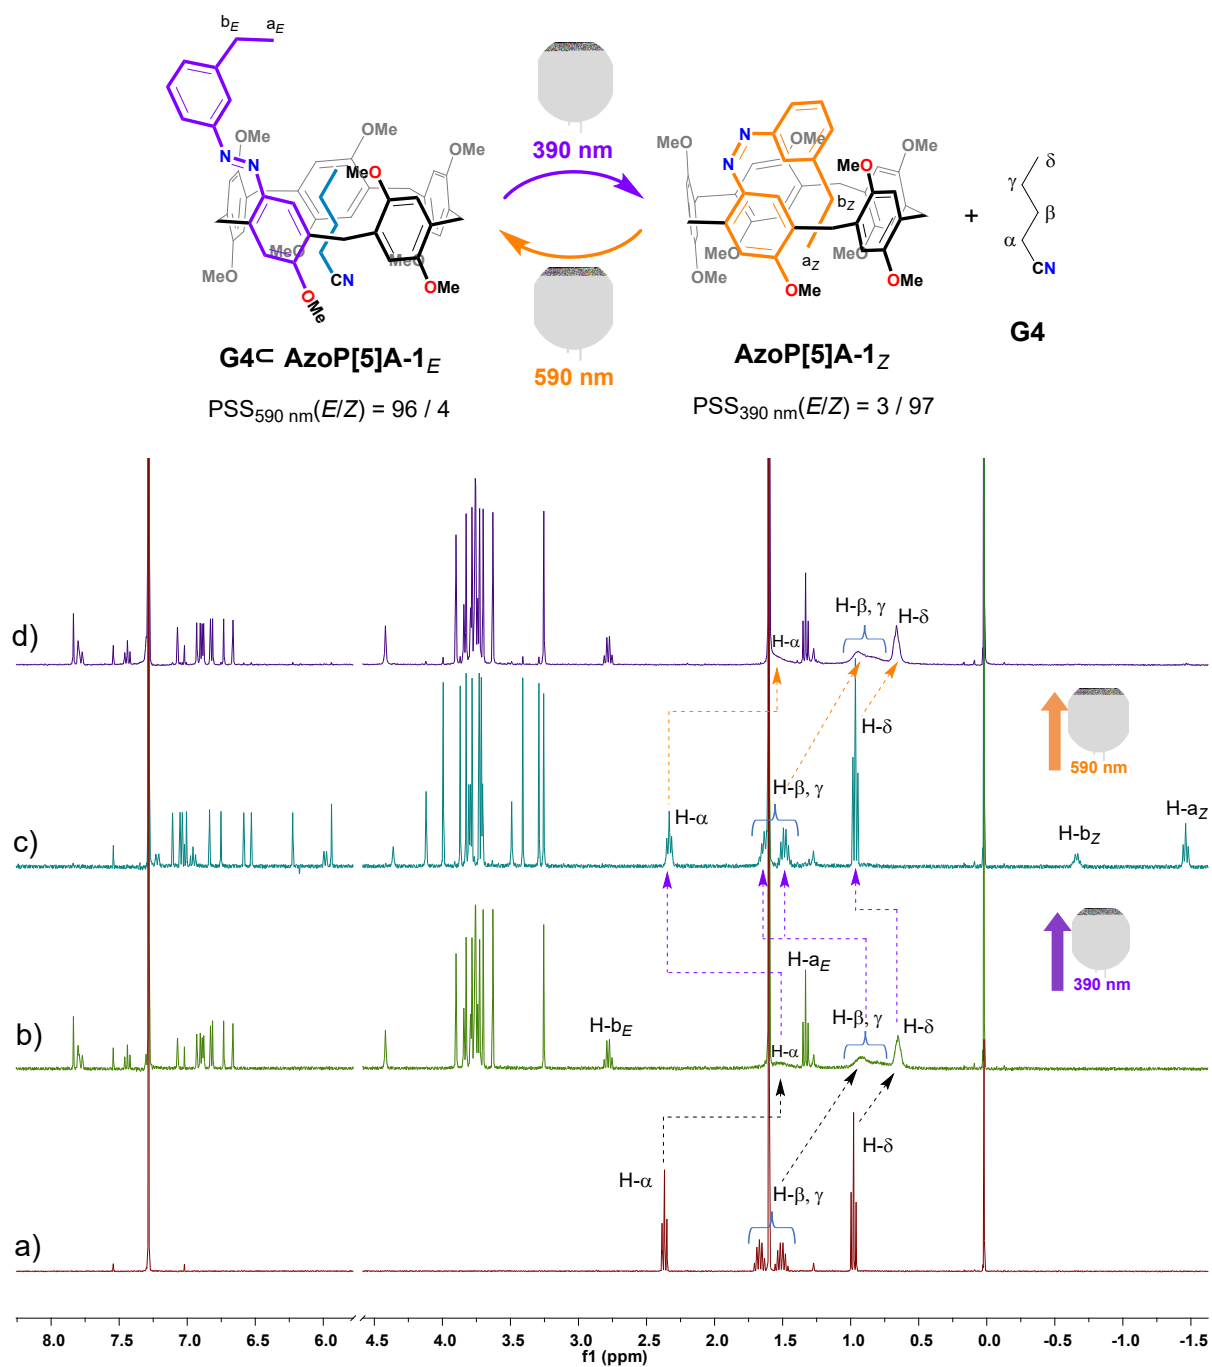 b_E a_E
OMe
OMe
OMe
MeO
N
N
390 nm
MeO
MeO
MeO
MeO
CN
OMe
OMe
590 nm
MeO
N
N
OMe
MeO
OMe
b_Z
a_Z
MeO
MeO
OMe
OMe
+
δ
γ
β
α
CN
G4
G4⊂ AzoP[5]A-1_E
AzoP[5]A-1_Z
PSS_590 nm(E/Z) = 96 / 4
PSS_390 nm(E/Z) = 3 / 97
d)
H-α
H-β, γ
H-δ
590 nm
c)
H-α
H-β, γ
H-δ
H-b_Z
H-a_Z
390 nm
b)
H-b_E
H-a_E
H-α
H-β, γ
H-δ
a)
H-α
H-β, γ
H-δ
8.0 7.5 7.0 6.5 6.0 4.5 4.0 3.5 3.0 2.5 2.0 1.5 1.0 0.5 0.0 -0.5 -1.0 -1.5
f1 (ppm)